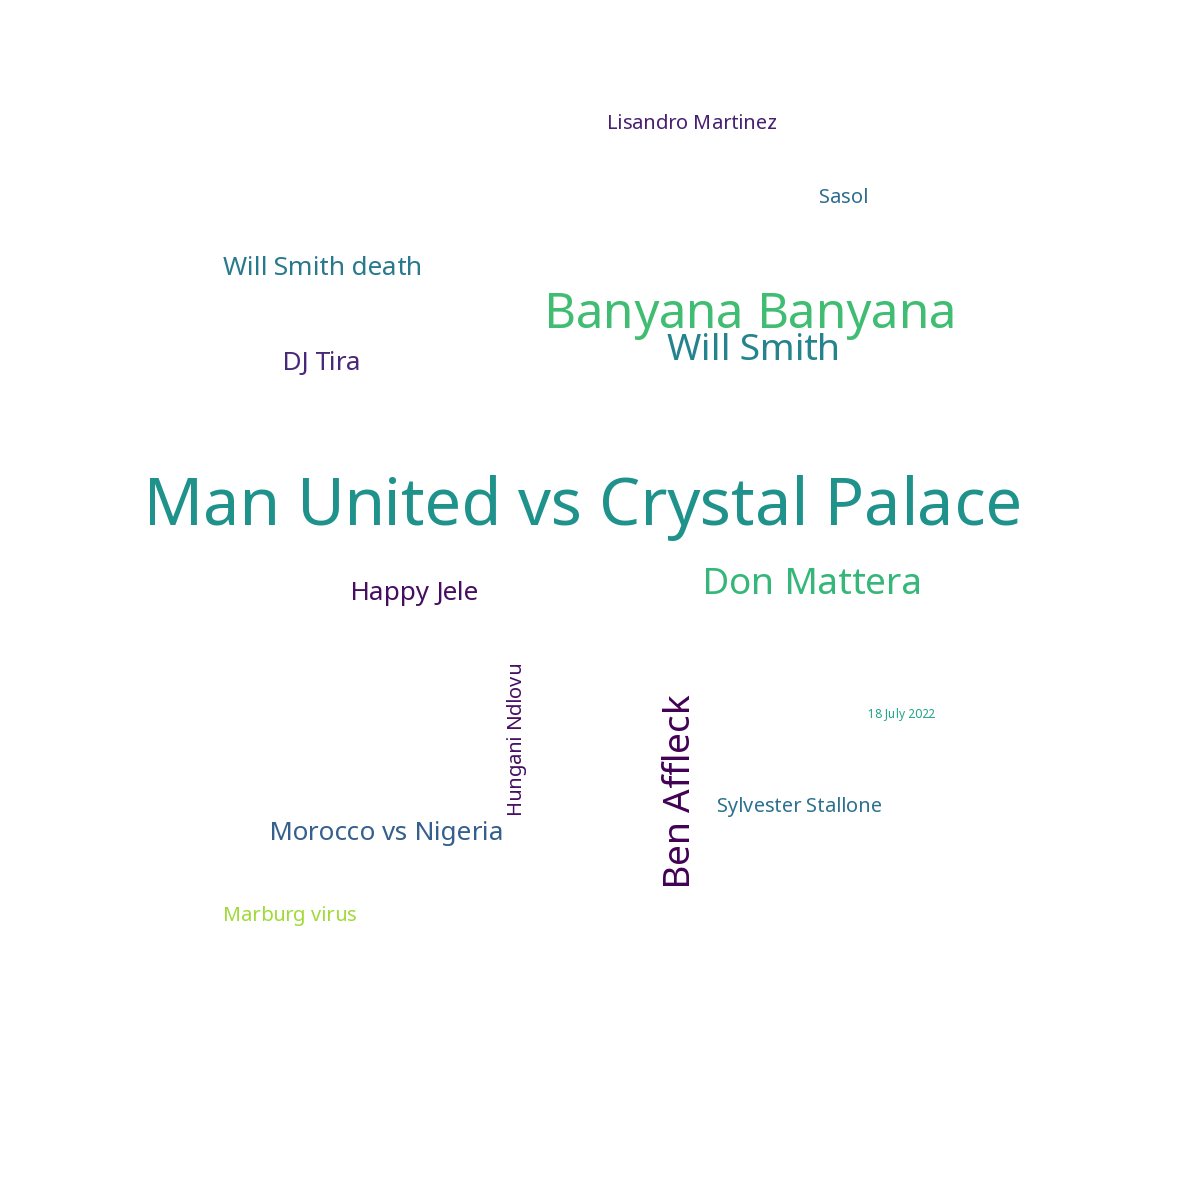 Lisandro Martinez
Sasol
Will Smith death
Banyana Banyana
Will Smith
DJ Tira
Man United vs Crystal Palace
Don Mattera
Happy Jele
Hungani Ndlovu
Ben Affleck
18 July 2022
Sylvester Stallone
Morocco vs Nigeria
Marburg virus